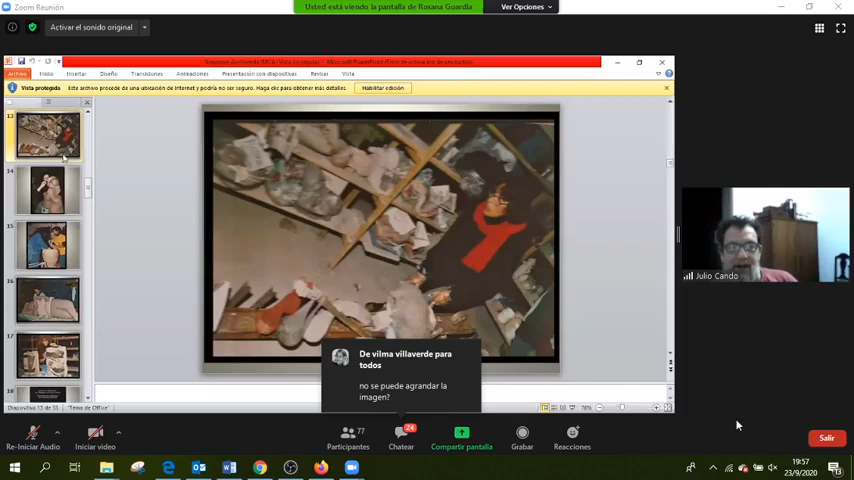 Zoom Reunión
Usted está viendo la pantalla de Rosana Guardia
Ver Opciones
Activar el sonido original
Archivo
Inicio
Insertar
Diseño
Transiciones
Animaciones
Presentación con diapositivas
Revisar
Vista
Vista protegida
Este archivo procede de una ubicación de Internet y podría no ser seguro. Haga clic para obtener más detalles.
Habilitar edición
13
14
15
16
17
18
Julio Cando
De vilma villaverde para
todos
no se puede agrandar la
imagen?
Diapositiva 13 de 55
"Tema de Office"
78%
Re-Iniciar Audio
Iniciar video
77
Participantes
24
Chatear
Compartir pantalla
Grabar
Reacciones
Salir
19:57
23/9/2020
13